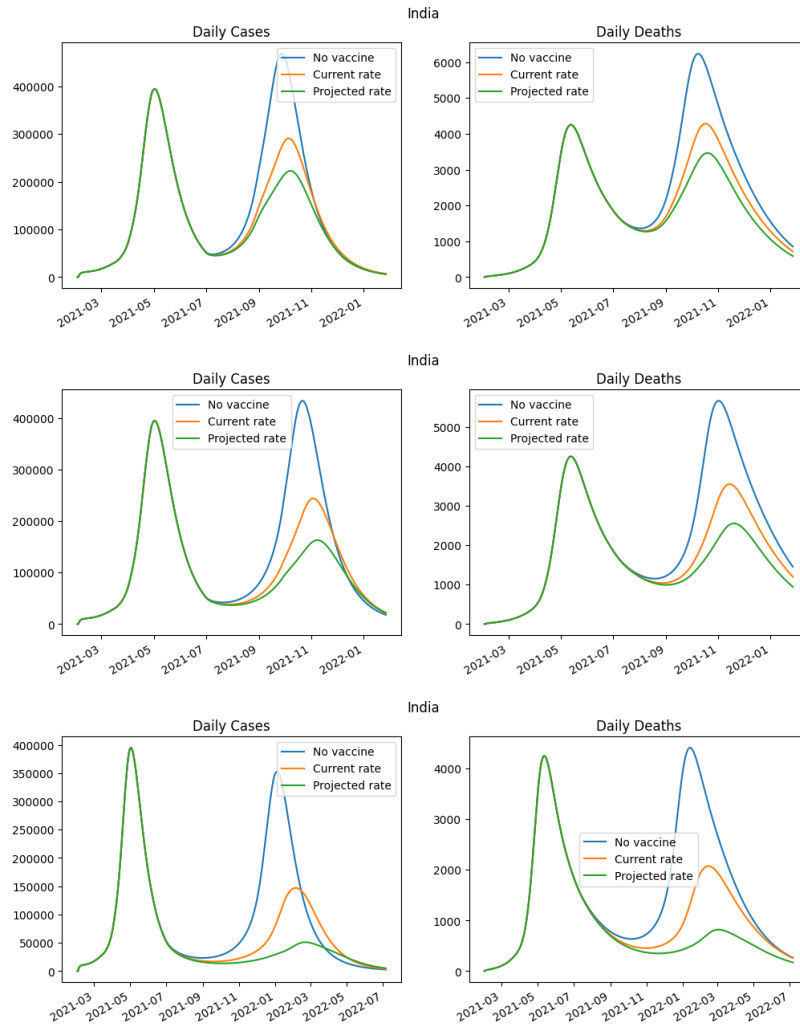 India
Daily Cases
Daily Deaths
No vaccine
Current rate
Projected rate
400000
300000
200000
100000
0
2021-03
2021-05
2021-07
2021-09
2021-11
2022-01
No vaccine
Current rate
Projected rate
6000
5000
4000
3000
2000
1000
0
2021-03
2021-05
2021-07
2021-09
2021-11
2022-01
India
Daily Cases
Daily Deaths
No vaccine
Current rate
Projected rate
400000
300000
200000
100000
0
2021-03
2021-05
2021-07
2021-09
2021-11
2022-01
No vaccine
Current rate
Projected rate
5000
4000
3000
2000
1000
0
2021-03
2021-05
2021-07
2021-09
2021-11
2022-01
India
Daily Cases
Daily Deaths
No vaccine
Current rate
Projected rate
400000
350000
300000
250000
200000
150000
100000
50000
0
2021-03
2021-05
2021-07
2021-09
2021-11
2022-01
2022-03
2022-05
2022-07
No vaccine
Current rate
Projected rate
4000
3000
2000
1000
0
2021-03
2021-05
2021-07
2021-09
2021-11
2022-01
2022-03
2022-05
2022-07